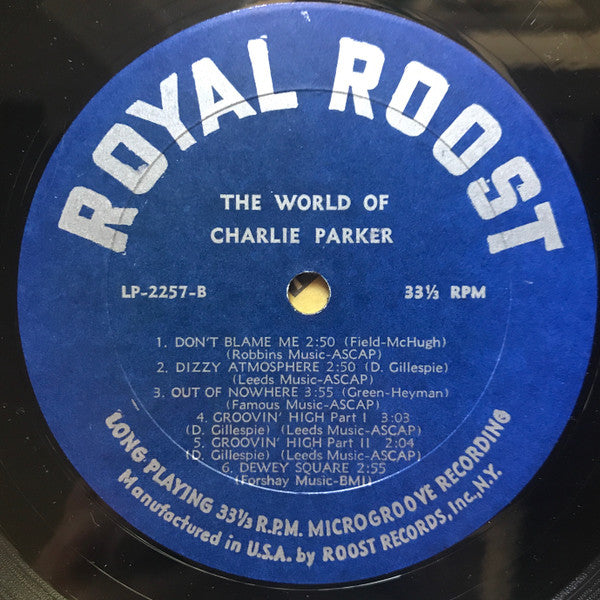 ROYAL ROOST
THE WORLD OF
CHARLIE PARKER
LP-2257-B
33⅓ RPM
1. DON'T BLAME ME 2:50 (Field-McHugh)
(Robbins Music-ASCAP)
2. DIZZY ATMOSPHERE 2:50 (D. Gillespie)
(Leeds Music-ASCAP)
3. OUT OF NOWHERE 3:55 (Green-Heyman)
(Famous Music-ASCAP)
4. GROOVIN' HIGH Part I 3:03
(D. Gillespie) (Leeds Music-ASCAP)
5. GROOVIN' HIGH Part II 2:04
(D. Gillespie) (Leeds Music-ASCAP)
6. DEWEY SQUARE 2:55
(Forshay Music-BMI)
LONG PLAYING 33⅓ R.P.M. MICROGROOVE RECORDING
Manufactured in U.S.A. by ROOST RECORDS, Inc., N.Y.